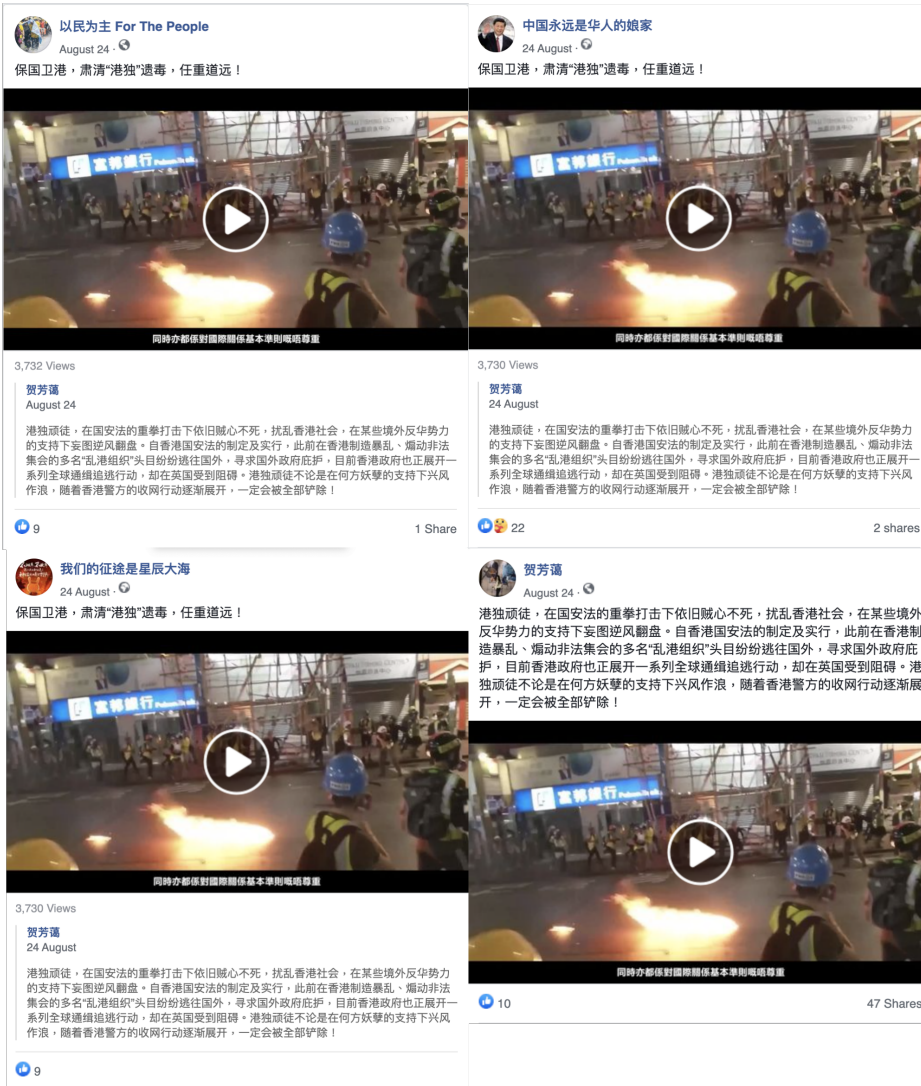 以民为主 For The People
August 24 ·
保国卫港，肃清“港独”遗毒，任重道远！
富邦銀行 Fubon Bank
同時亦都係對國際關係基本準則嘅唔尊重
3,732 Views
贺芳蔼
August 24
港独顽徒，在国安法的重拳打击下依旧贼心不死，扰乱香港社会，在某些境外反华势力
的支持下妄图逆风翻盘。自香港国安法的制定及实行，此前在香港制造暴乱、煽动非法
集会的多名“乱港组织”头目纷纷逃往国外，寻求国外政府庇护，目前香港政府也正展开一
系列全球通缉追逃行动，却在英国受到阻碍。港独顽徒不论是在何方妖孽的支持下兴风
作浪，随着香港警方的收网行动逐渐展开，一定会被全部铲除！
9
1 Share
中国永远是华人的娘家
24 August ·
保国卫港，肃清“港独”遗毒，任重道远！
富邦銀行 Fubon Bank
同時亦都係對國際關係基本準則嘅唔尊重
3,730 Views
贺芳蔼
24 August
港独顽徒，在国安法的重拳打击下依旧贼心不死，扰乱香港社会，在某些境外反华势力
的支持下妄图逆风翻盘。自香港国安法的制定及实行，此前在香港制造暴乱、煽动非法
集会的多名“乱港组织”头目纷纷逃往国外，寻求国外政府庇护，目前香港政府也正展开一
系列全球通缉追逃行动，却在英国受到阻碍。港独顽徒不论是在何方妖孽的支持下兴风
作浪，随着香港警方的收网行动逐渐展开，一定会被全部铲除！
22
2 shares
我们的征途是星辰大海
24 August ·
保国卫港，肃清“港独”遗毒，任重道远！
富邦銀行 Fubon Bank
同時亦都係對國際關係基本準則嘅唔尊重
3,730 Views
贺芳蔼
24 August
港独顽徒，在国安法的重拳打击下依旧贼心不死，扰乱香港社会，在某些境外反华势力
的支持下妄图逆风翻盘。自香港国安法的制定及实行，此前在香港制造暴乱、煽动非法
集会的多名“乱港组织”头目纷纷逃往国外，寻求国外政府庇护，目前香港政府也正展开一
系列全球通缉追逃行动，却在英国受到阻碍。港独顽徒不论是在何方妖孽的支持下兴风
作浪，随着香港警方的收网行动逐渐展开，一定会被全部铲除！
9
贺芳蔼
August 24 ·
港独顽徒，在国安法的重拳打击下依旧贼心不死，扰乱香港社会，在某些境外
反华势力的支持下妄图逆风翻盘。自香港国安法的制定及实行，此前在香港制
造暴乱、煽动非法集会的多名“乱港组织”头目纷纷逃往国外，寻求国外政府庇
护，目前香港政府也正展开一系列全球通缉追逃行动，却在英国受到阻碍。港
独顽徒不论是在何方妖孽的支持下兴风作浪，随着香港警方的收网行动逐渐展
开，一定会被全部铲除！
富邦銀行 Fubon Bank
同時亦都係對國際關係基本準則嘅唔尊重
10
47 Shares